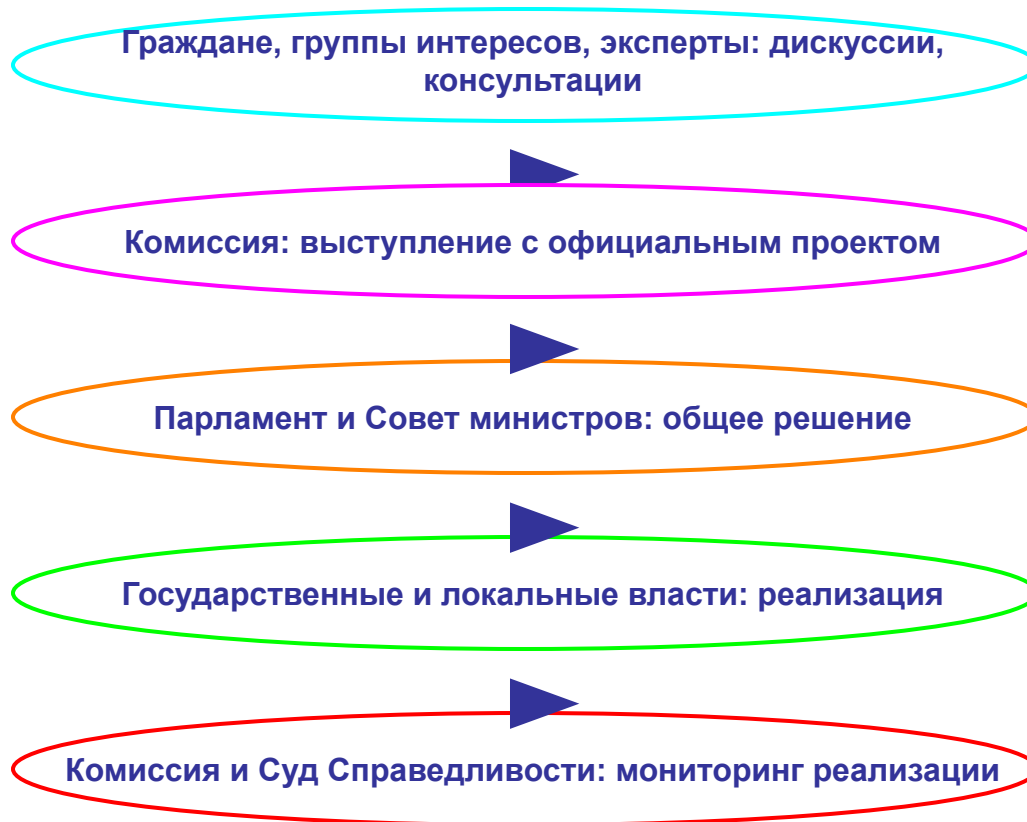 Граждане, группы интересов, эксперты: дискуссии,
консультации
Комиссия: выступление с официальным проектом
Парламент и Совет министров: общее решение
Государственные и локальные власти: реализация
Комиссия и Суд Справедливости: мониторинг реализации